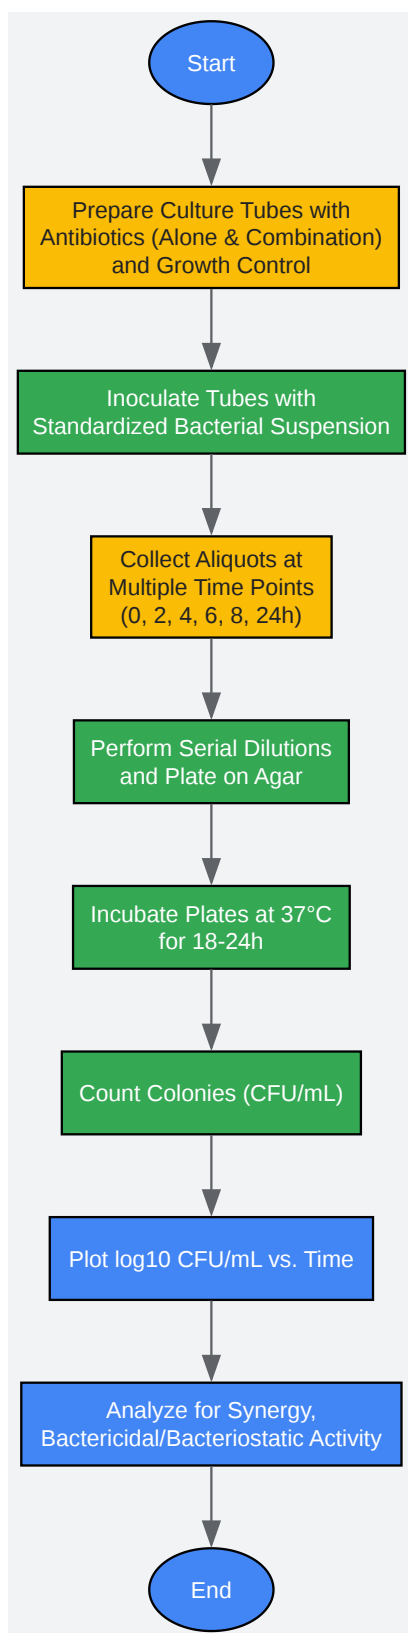 Start
Prepare Culture Tubes with
Antibiotics (Alone & Combination)
and Growth Control
Inoculate Tubes with
Standardized Bacterial Suspension
Collect Aliquots at
Multiple Time Points
(0, 2, 4, 6, 8, 24h)
Perform Serial Dilutions
and Plate on Agar
Incubate Plates at 37°C
for 18-24h
Count Colonies (CFU/mL)
Plot log10 CFU/mL vs. Time
Analyze for Synergy,
Bactericidal/Bacteriostatic Activity
End